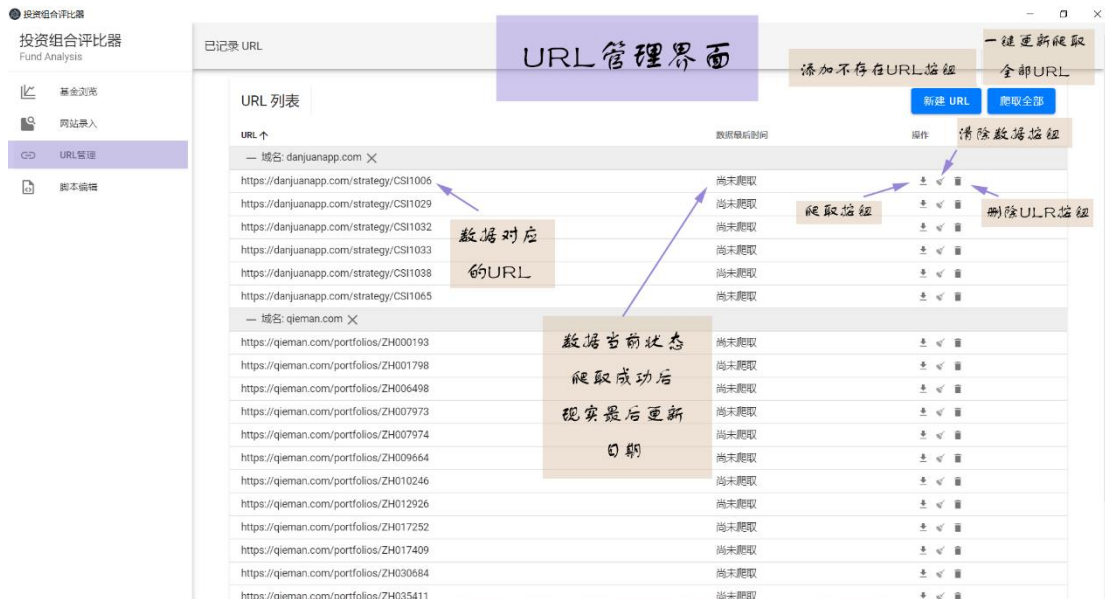 投资组合评比器
投资组合评比器
Fund Analysis
基金浏览
网站录入
URL管理
脚本编辑
已记录 URL
URL管理界面
添加不存在URL按钮
一键更新爬取
全部URL
URL 列表
新建 URL
爬取全部
URL
数据最后时间
操作
清除数据按钮
域名: danjuanapp.com
https://danjuanapp.com/strategy/CSI1006 尚未爬取
https://danjuanapp.com/strategy/CSI1029 尚未爬取
https://danjuanapp.com/strategy/CSI1032 尚未爬取
https://danjuanapp.com/strategy/CSI1033 尚未爬取
https://danjuanapp.com/strategy/CSI1038 尚未爬取
https://danjuanapp.com/strategy/CSI1065 尚未爬取
爬取按钮
删除ULR按钮
数据对应
的URL
域名: qieman.com
https://qieman.com/portfolios/ZH000193 尚未爬取
https://qieman.com/portfolios/ZH001798 尚未爬取
https://qieman.com/portfolios/ZH006498 尚未爬取
https://qieman.com/portfolios/ZH007973 尚未爬取
https://qieman.com/portfolios/ZH007974 尚未爬取
https://qieman.com/portfolios/ZH009664 尚未爬取
https://qieman.com/portfolios/ZH010246 尚未爬取
https://qieman.com/portfolios/ZH012926 尚未爬取
https://qieman.com/portfolios/ZH017252 尚未爬取
https://qieman.com/portfolios/ZH017409 尚未爬取
https://qieman.com/portfolios/ZH030684 尚未爬取
https://qieman.com/portfolios/ZH035411 尚未爬取
数据当前状态
爬取成功后
现实最后更新
日期